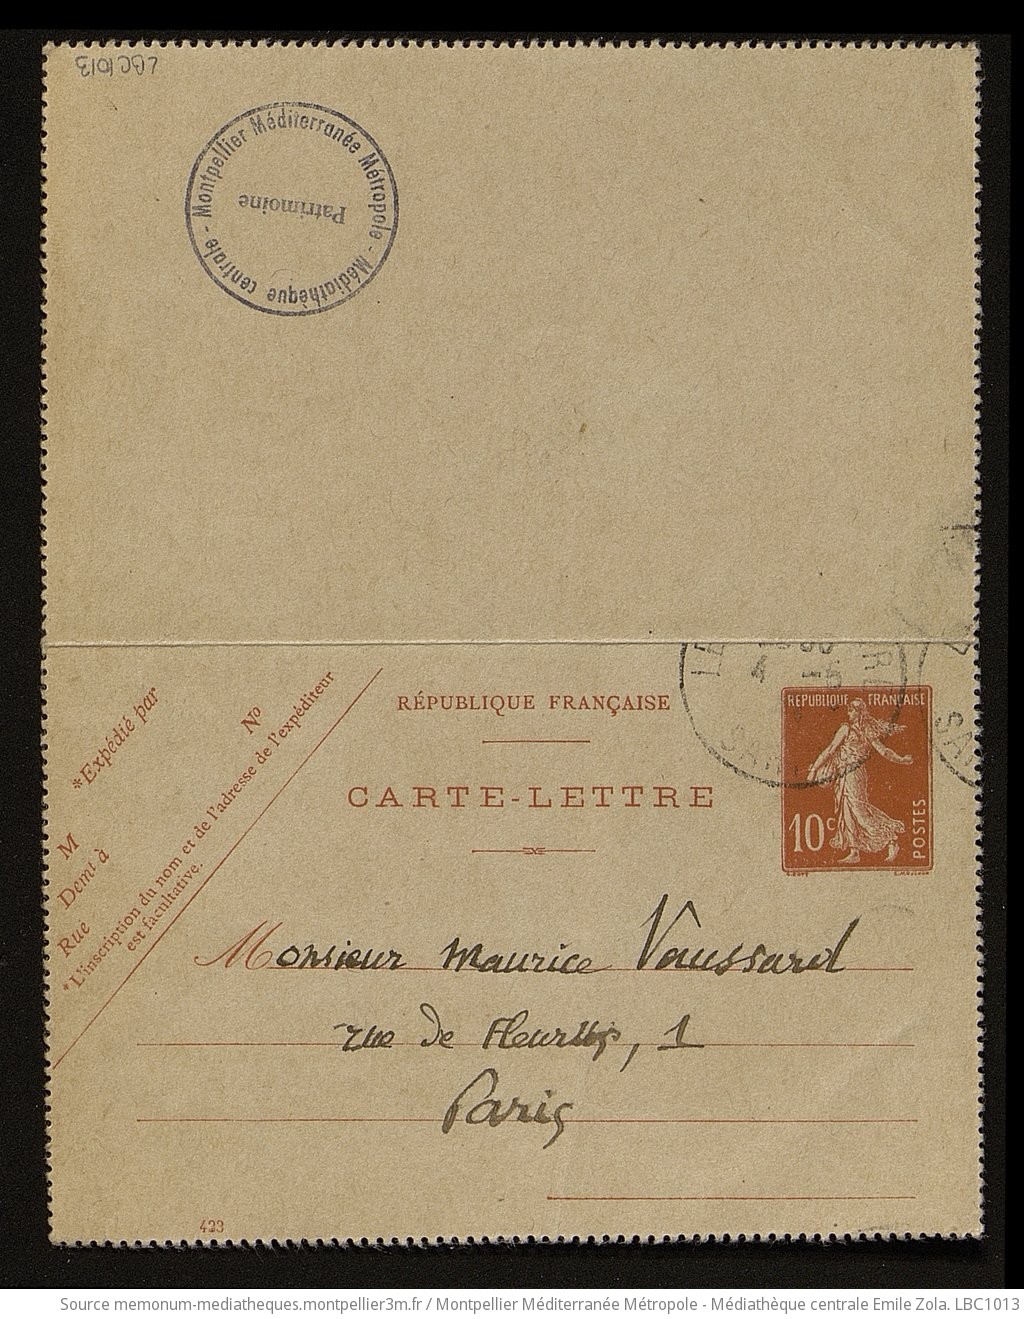 LBC1013
Montpellier Méditerranée Métropole - Médiathèque centrale -
Patrimoine
RÉPUBLIQUE FRANÇAISE
CARTE-LETTRE
*Expédié par
M
Demt à
Rue
No
*L'inscription du nom et de l'adresse de l'expéditeur
est facultative.
4
RÉPUBLIQUE FRANÇAISE
10c
POSTES
Monsieur Maurice Vaussard
rue de Fleurus, 1
Paris
423
Source memonum-mediatheques.montpellier3m.fr / Montpellier Méditerranée Métropole - Médiathèque centrale Emile Zola. LBC1013